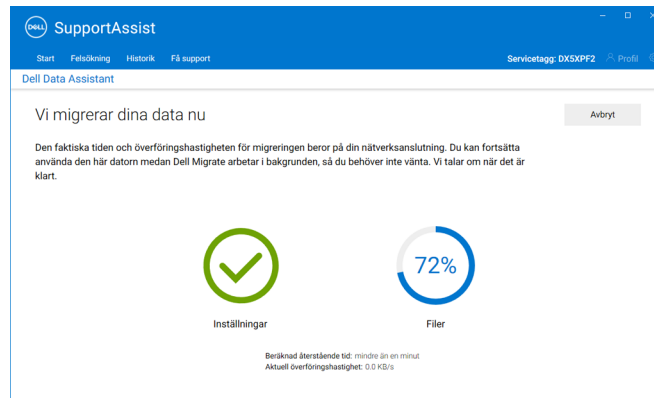 DELL SupportAssist
Start Felsökning Historik Få support Servicetagg: DX5XPF2 Profil
Dell Data Assistant
Vi migrerar dina data nu
Avbryt
Den faktiska tiden och överföringshastigheten för migreringen beror på din nätverksanslutning. Du kan fortsätta
använda den här datorn medan Dell Migrate arbetar i bakgrunden, så du behöver inte vänta. Vi talar om när det är
klart.
72%
Inställningar Filer
Beräknad återstående tid: mindre än en minut
Aktuell överföringshastighet: 0.0 KB/s